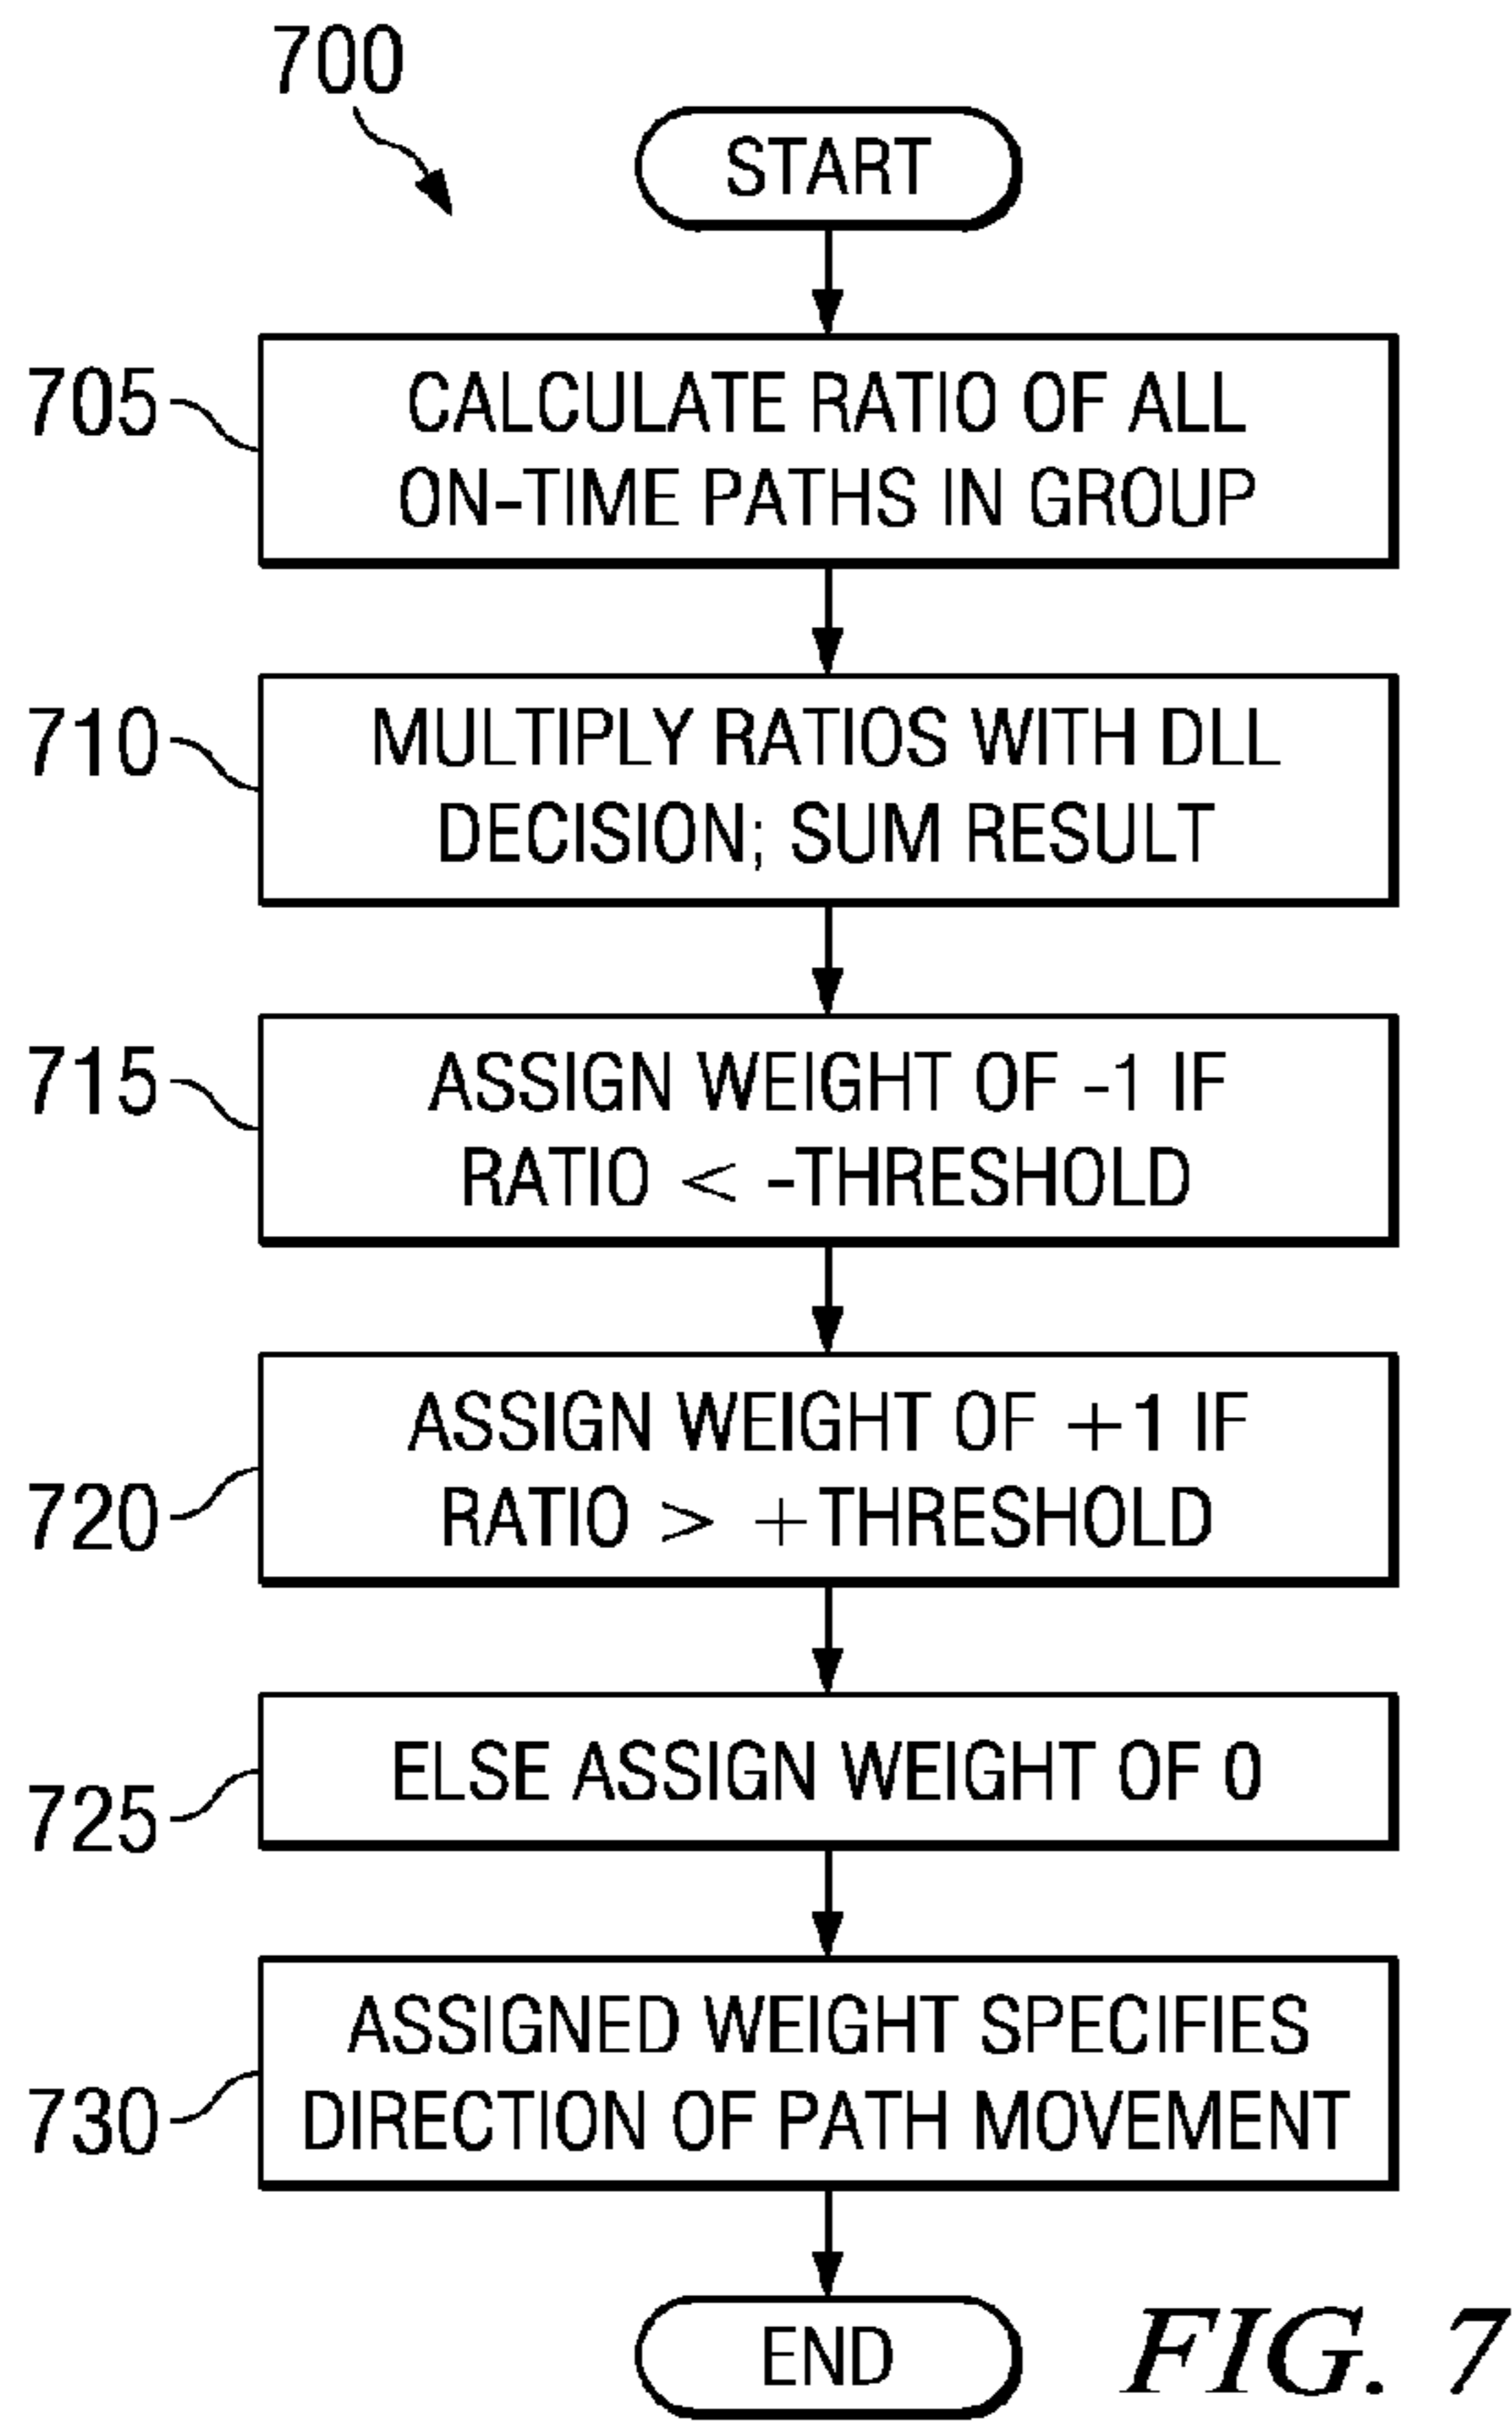 700
START
705
CALCULATE RATIO OF ALL
ON-TIME PATHS IN GROUP
710
MULTIPLY RATIOS WITH DLL
DECISION; SUM RESULT
715
ASSIGN WEIGHT OF -1 IF
RATIO < -THRESHOLD
720
ASSIGN WEIGHT OF +1 IF
RATIO > +THRESHOLD
725
ELSE ASSIGN WEIGHT OF 0
730
ASSIGNED WEIGHT SPECIFIES
DIRECTION OF PATH MOVEMENT
END
FIG. 7